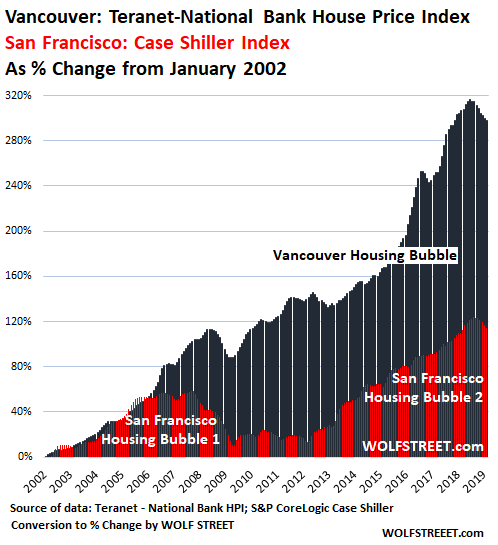 Vancouver: Teranet-National Bank House Price Index
San Francisco: Case Shiller Index
As % Change from January 2002
320%
280%
240%
200%
160%
120%
80%
40%
0%
Vancouver Housing Bubble
San Francisco
Housing Bubble 1
San Francisco
Housing Bubble 2
WOLFSTREET.com
2002
2003
2004
2005
2006
2007
2008
2009
2010
2011
2012
2013
2014
2015
2016
2017
2018
2019
Source of data: Teranet - National Bank HPI; S&P CoreLogic Case Shiller
Conversion to % Change by WOLF STREET
WOLFSTREEET.com